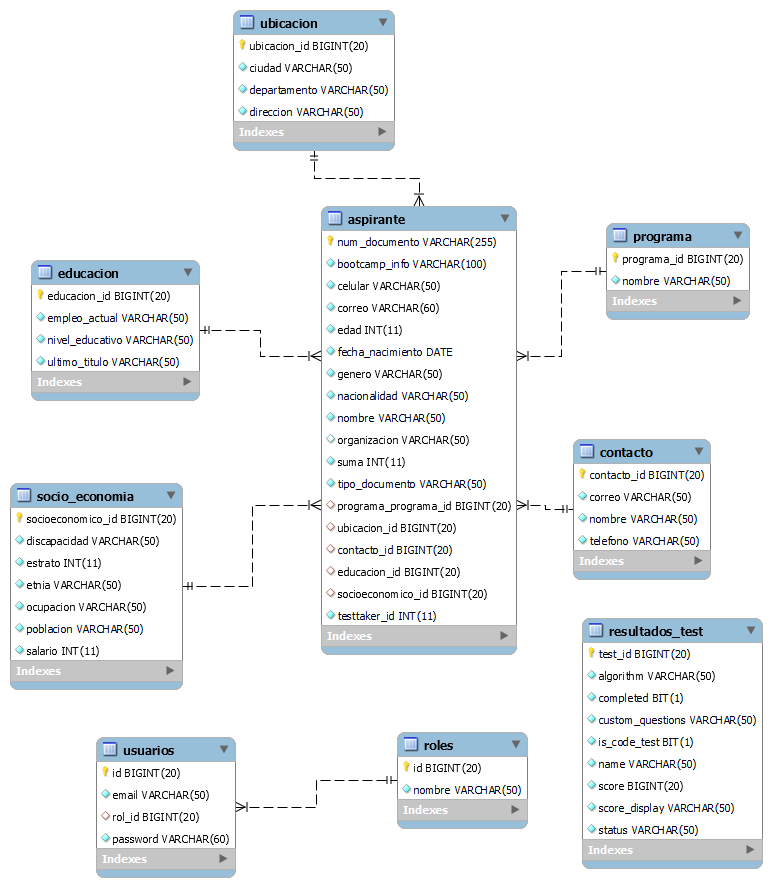 ubicacion
ubicacion_id BIGINT(20)
ciudad VARCHAR(50)
departamento VARCHAR(50)
direccion VARCHAR(50)
Indexes
aspirante
num_documento VARCHAR(255)
bootcamp_info VARCHAR(100)
celular VARCHAR(50)
correo VARCHAR(60)
edad INT(11)
fecha_nacimiento DATE
genero VARCHAR(50)
nacionalidad VARCHAR(50)
nombre VARCHAR(50)
organizacion VARCHAR(50)
suma INT(11)
tipo_documento VARCHAR(50)
programa_programa_id BIGINT(20)
ubicacion_id BIGINT(20)
contacto_id BIGINT(20)
educacion_id BIGINT(20)
socioeconomico_id BIGINT(20)
testtaker_id INT(11)
Indexes
programa
programa_id BIGINT(20)
nombre VARCHAR(50)
Indexes
educacion
educacion_id BIGINT(20)
empleo_actual VARCHAR(50)
nivel_educativo VARCHAR(50)
ultimo_titulo VARCHAR(50)
Indexes
contacto
contacto_id BIGINT(20)
correo VARCHAR(50)
nombre VARCHAR(50)
telefono VARCHAR(50)
Indexes
socio_economia
socioeconomico_id BIGINT(20)
discapacidad VARCHAR(50)
estrato INT(11)
etnia VARCHAR(50)
ocupacion VARCHAR(50)
poblacion VARCHAR(50)
salario INT(11)
Indexes
resultados_test
test_id BIGINT(20)
algorithm VARCHAR(50)
completed BIT(1)
custom_questions VARCHAR(50)
is_code_test BIT(1)
name VARCHAR(50)
score BIGINT(20)
score_display VARCHAR(50)
status VARCHAR(50)
Indexes
usuarios
id BIGINT(20)
email VARCHAR(50)
rol_id BIGINT(20)
password VARCHAR(60)
Indexes
roles
id BIGINT(20)
nombre VARCHAR(50)
Indexes